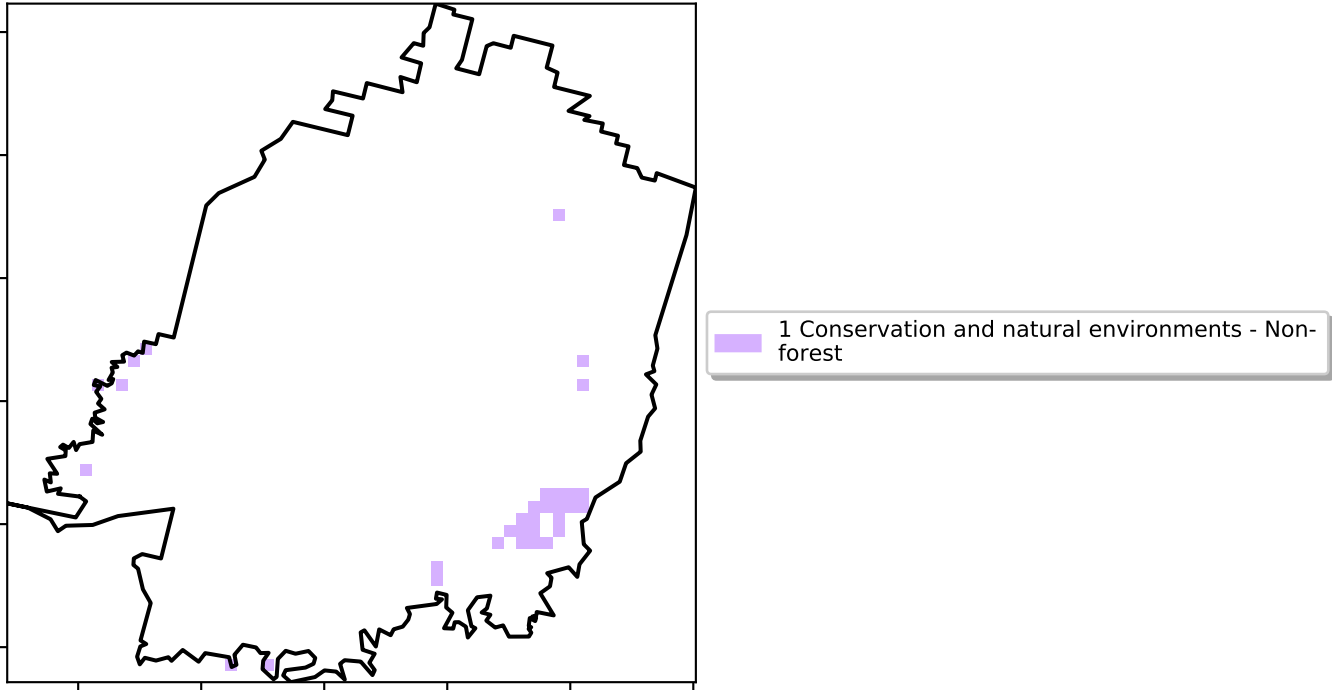 1 Conservation and natural environments - Non-
forest